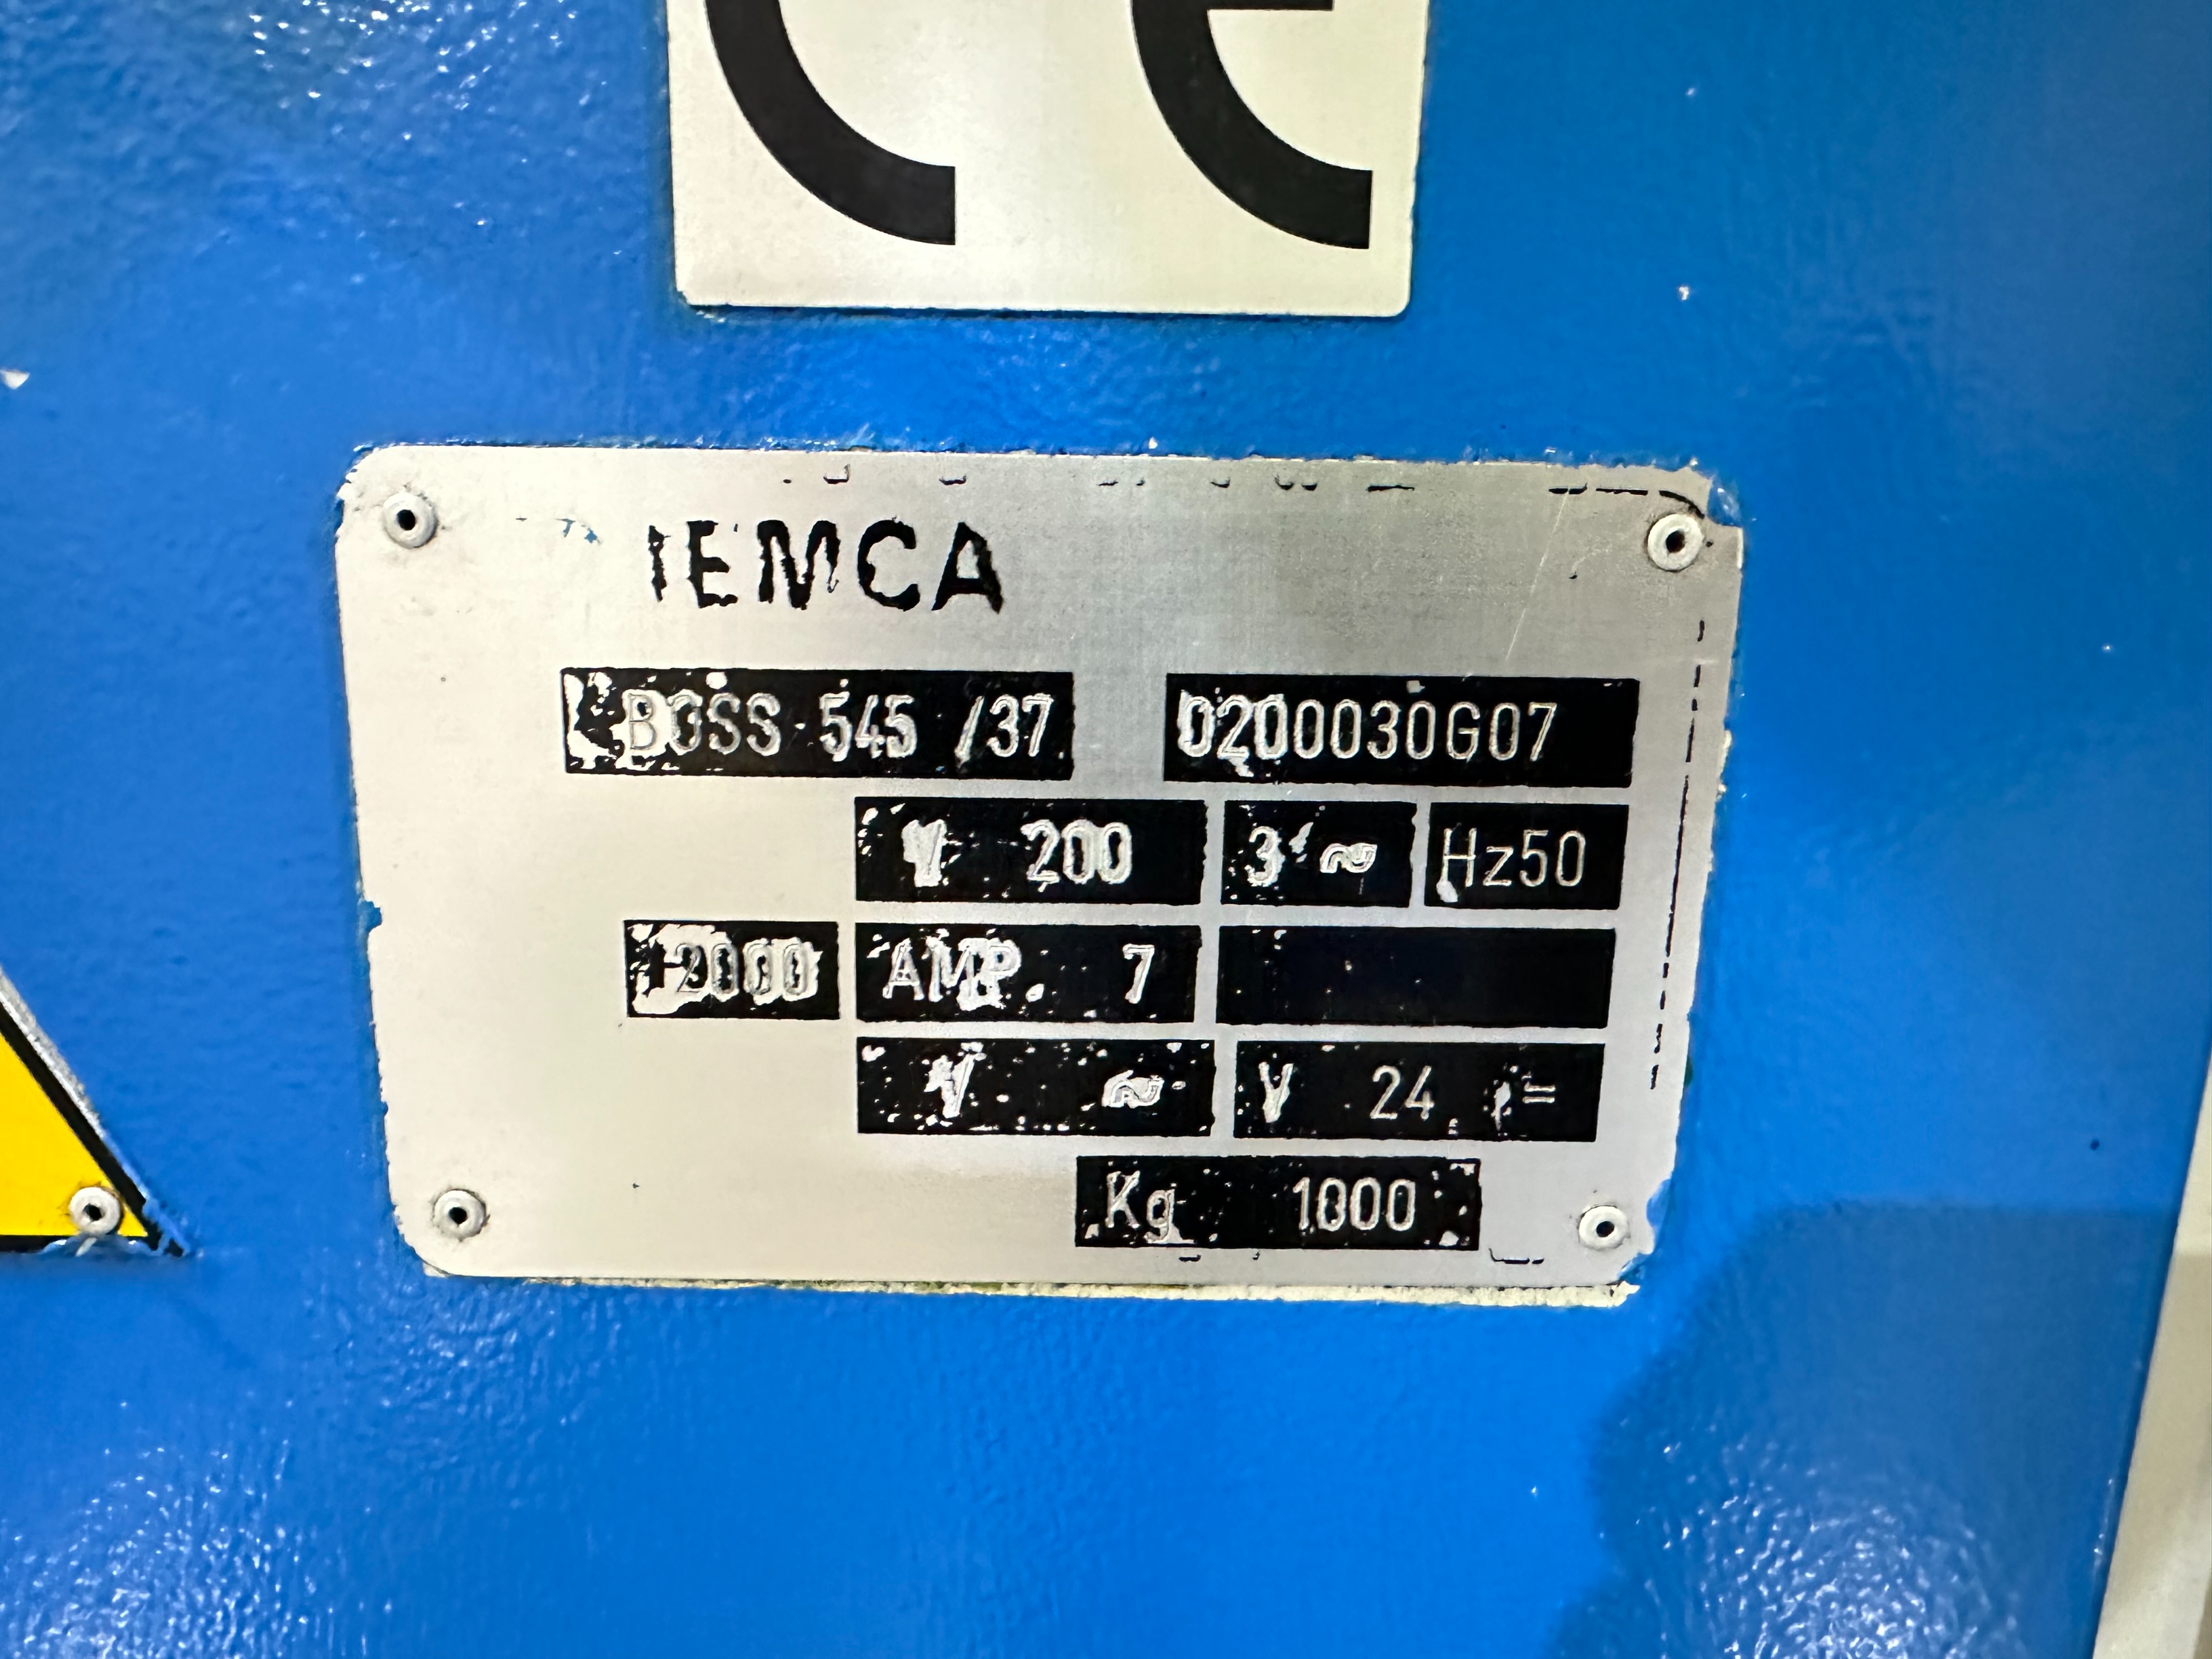 CE
IEMCA
BOSS 545 /37 0200030G07
V 200 3 ~ Hz50
2000 AMP. 7
V ~ V 24 =
Kg 1000